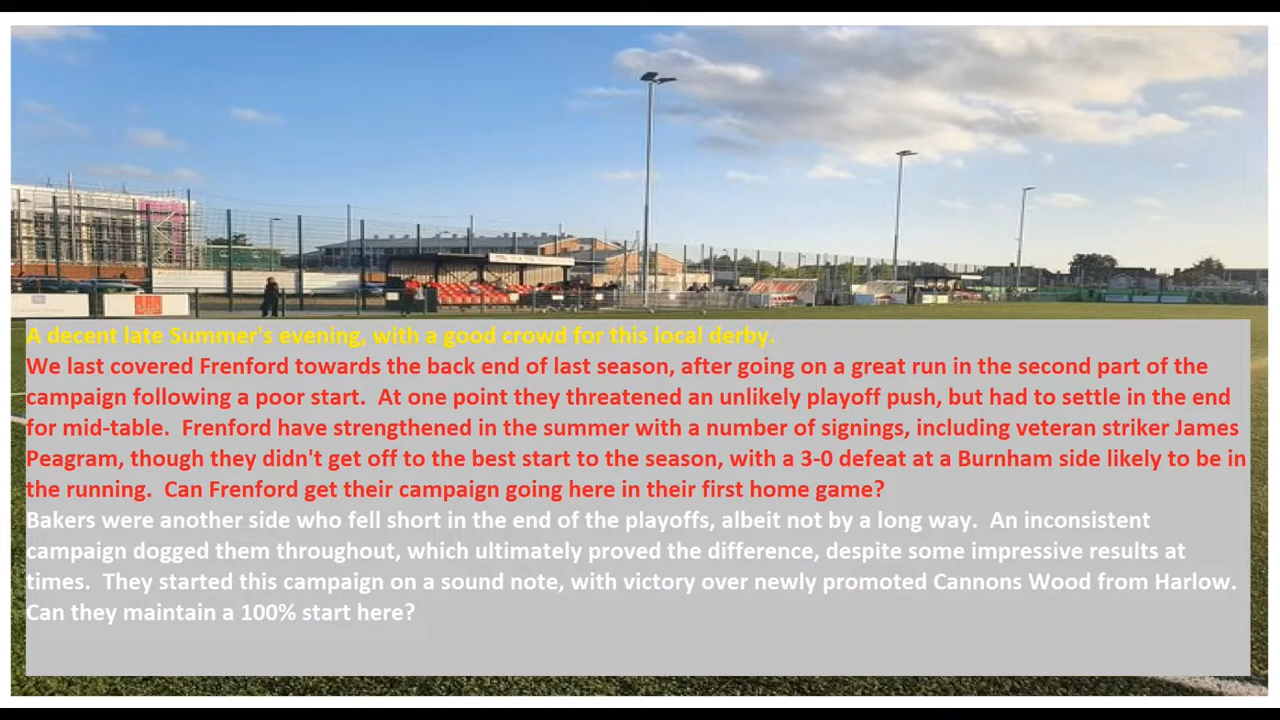 A decent late Summer's evening, with a good crowd for this local derby.
We last covered Frenford towards the back end of last season, after going on a great run in the second part of the
campaign following a poor start.  At one point they threatened an unlikely playoff push, but had to settle in the end
for mid-table.  Frenford have strengthened in the summer with a number of signings, including veteran striker James
Peagram, though they didn't get off to the best start to the season, with a 3-0 defeat at a Burnham side likely to be in
the running.  Can Frenford get their campaign going here in their first home game?
Bakers were another side who fell short in the end of the playoffs, albeit not by a long way.  An inconsistent
campaign dogged them throughout, which ultimately proved the difference, despite some impressive results at
times.  They started this campaign on a sound note, with victory over newly promoted Cannons Wood from Harlow.
Can they maintain a 100% start here?